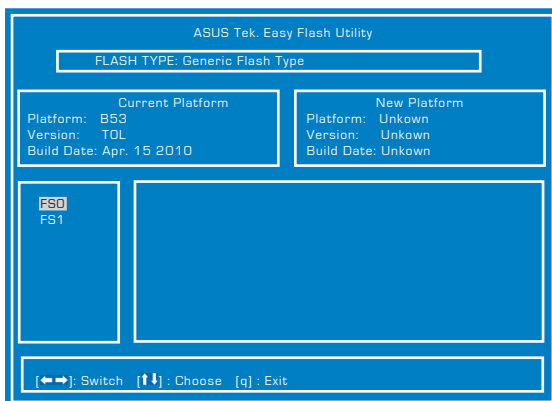 ASUS Tek. Easy Flash Utility
FLASH TYPE: Generic Flash Type
Current Platform
Platform: B53
Version: TOL
Build Date: Apr. 15 2010
New Platform
Platform: Unkown
Version: Unkown
Build Date: Unkown
FS0
FS1
[←→]: Switch [↑↓] : Choose [q] : Exit